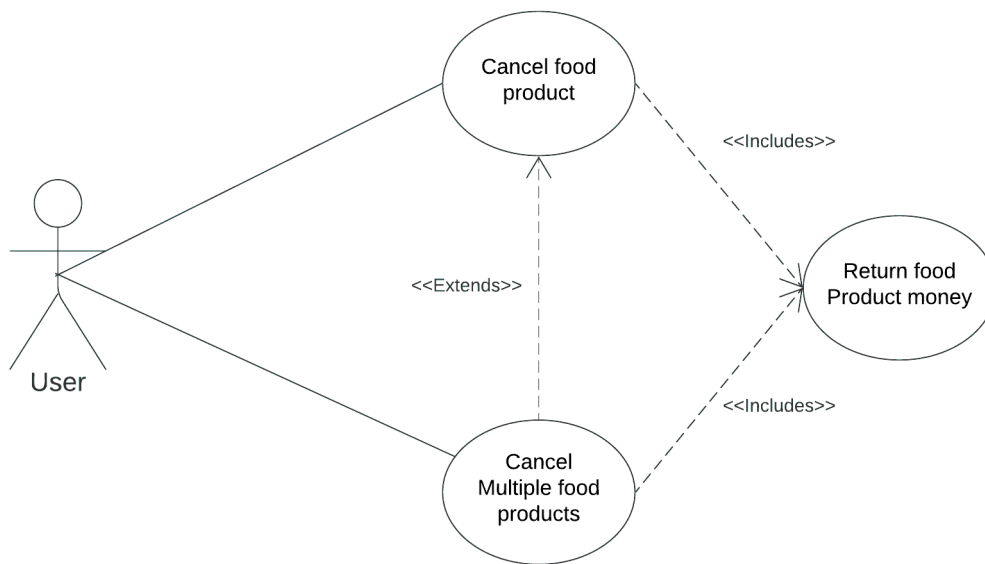 Cancel food
product
<<Includes>>
Return food
Product money
<<Extends>>
User
<<Includes>>
Cancel
Multiple food
products